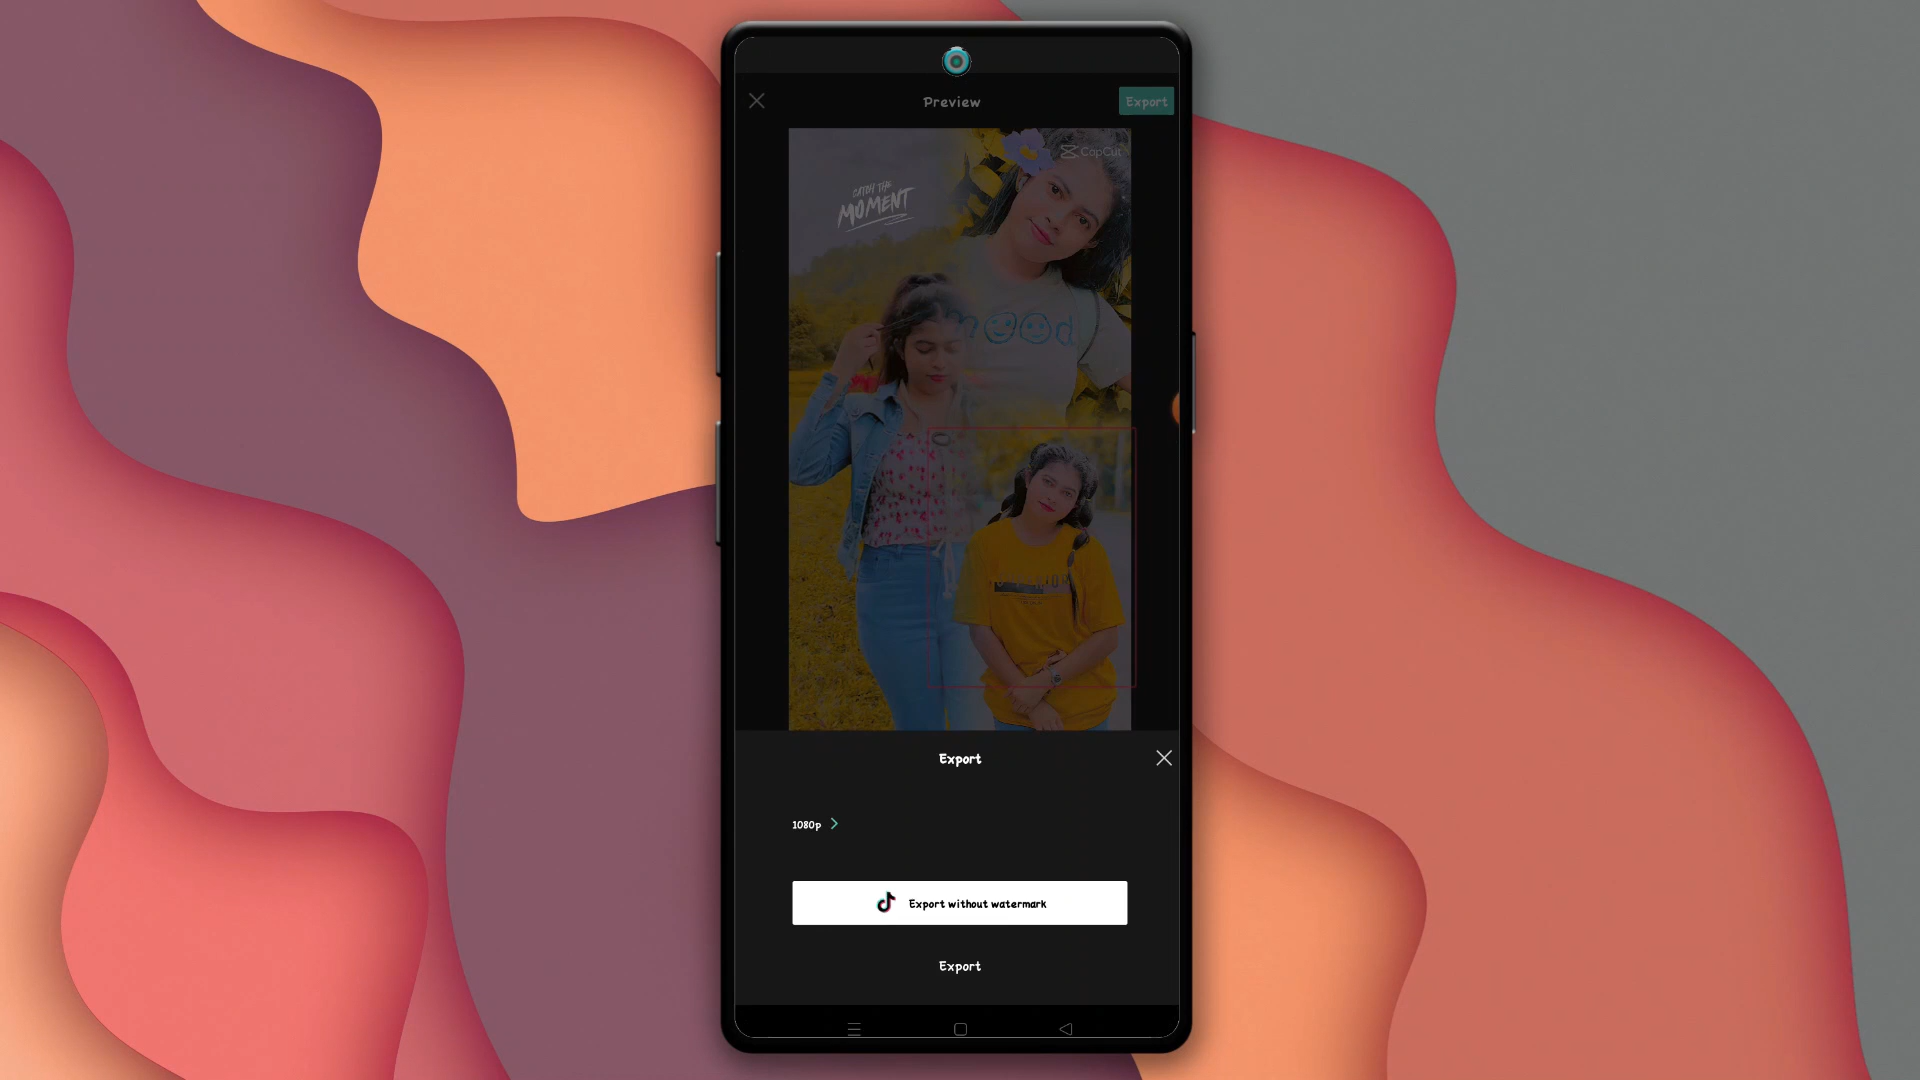 Preview
Export
CapCut
CATCH THE
MOMENT
mood
Export
1080p
Export without watermark
Export